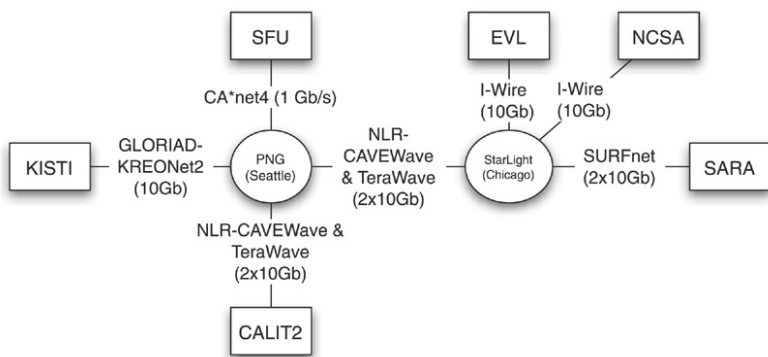 SFU
EVL
NCSA
CA*net4 (1 Gb/s)
I-Wire
(10Gb)
I-Wire
(10Gb)
KISTI
GLORIAD-
KREONet2
(10Gb)
PNG
(Seattle)
NLR-
CAVEWave
& TeraWave
(2x10Gb)
StarLight
(Chicago)
SURFnet
(2x10Gb)
SARA
NLR-CAVEWave &
TeraWave
(2x10Gb)
CALIT2